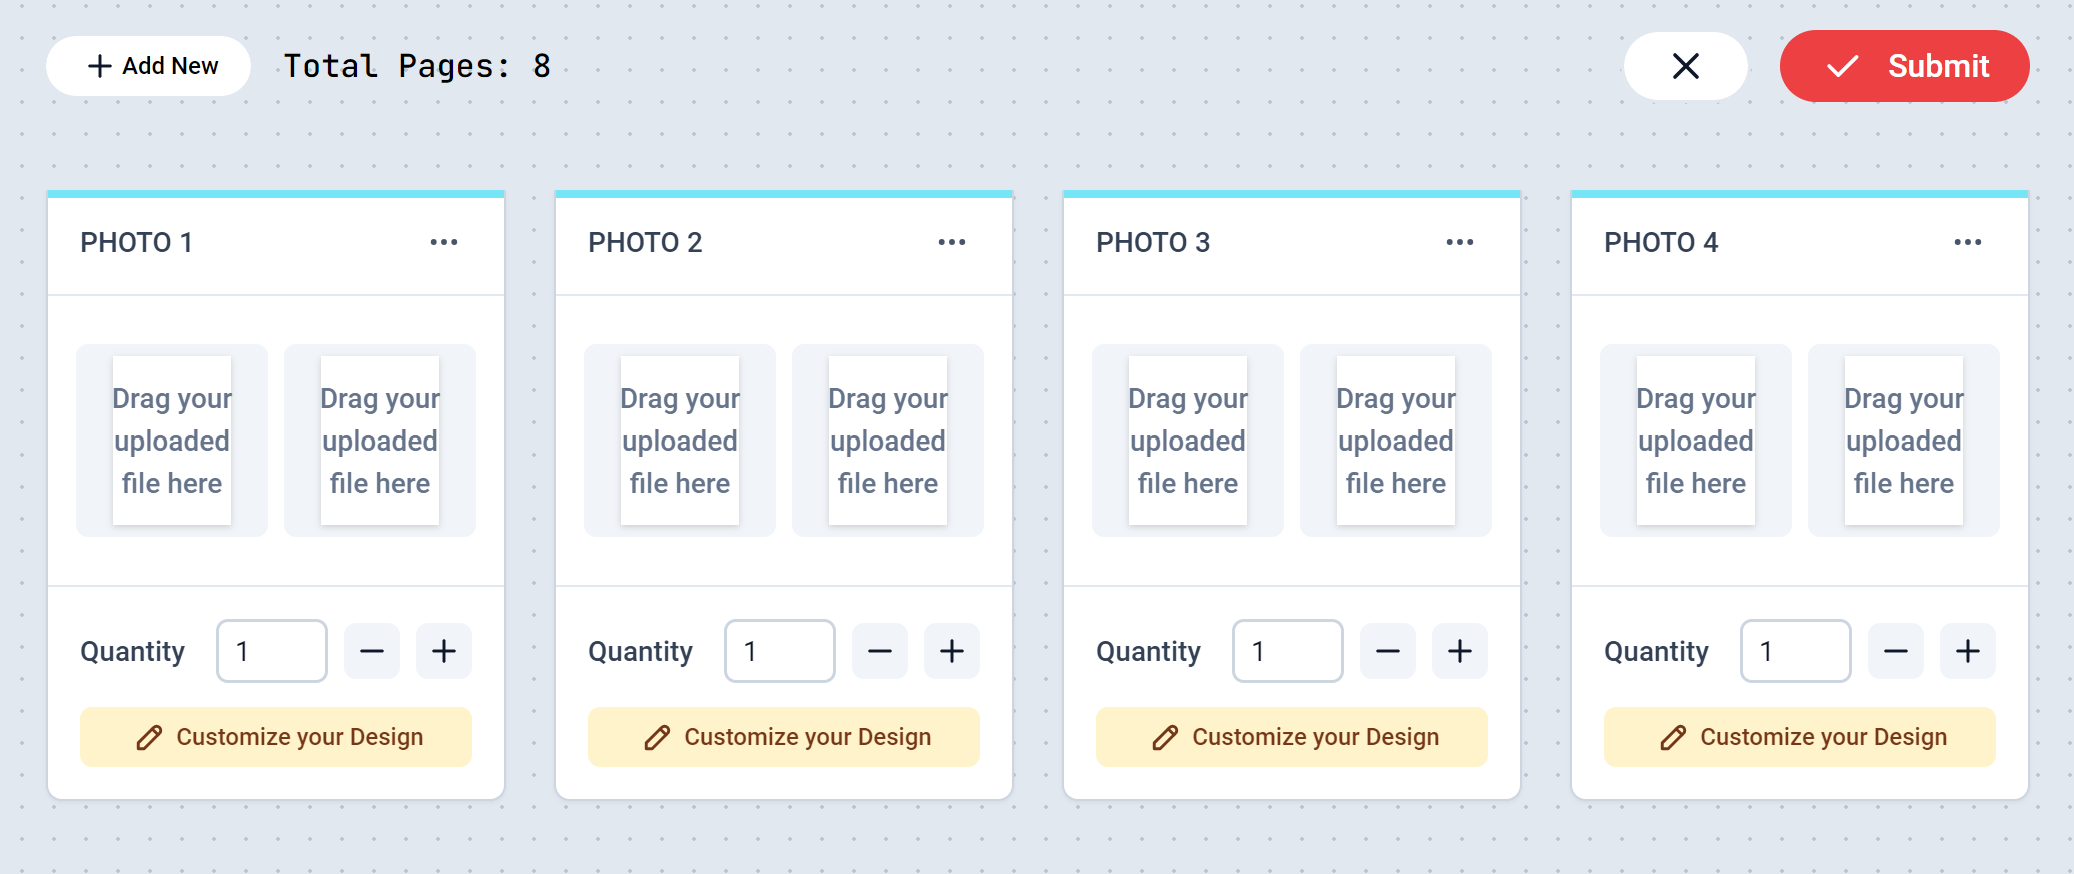 Add New
Total Pages: 8
Submit
PHOTO 1
PHOTO 2
PHOTO 3
PHOTO 4
Drag your
uploaded
file here
Drag your
uploaded
file here
Drag your
uploaded
file here
Drag your
uploaded
file here
Drag your
uploaded
file here
Drag your
uploaded
file here
Drag your
uploaded
file here
Drag your
uploaded
file here
Quantity 1
Quantity 1
Quantity 1
Quantity 1
Customize your Design
Customize your Design
Customize your Design
Customize your Design